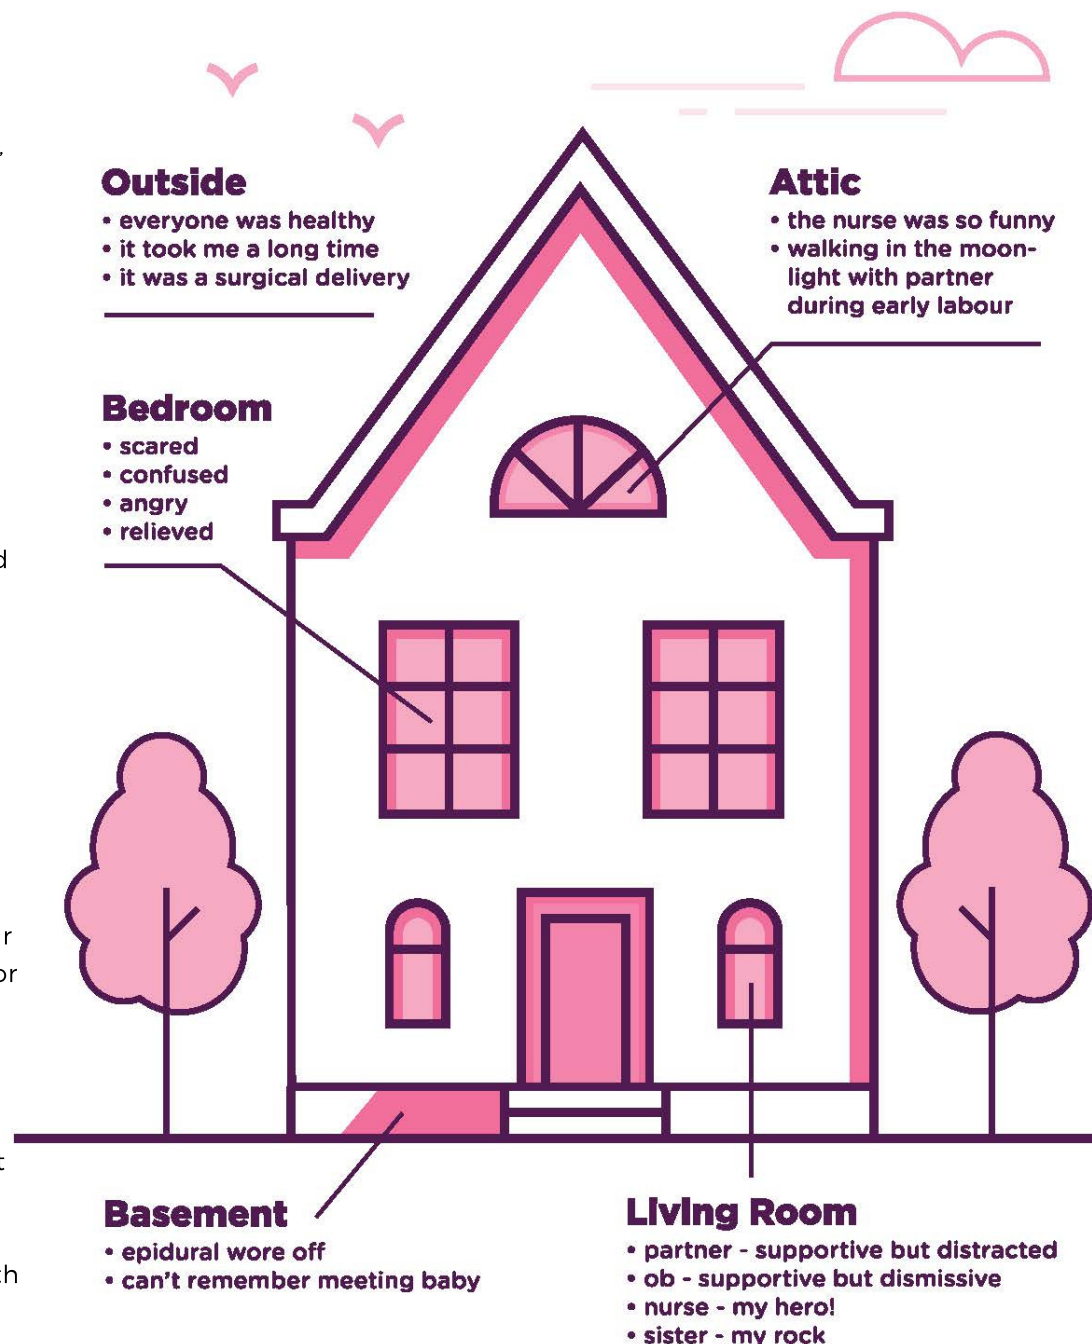 Outside
• everyone was healthy
• it took me a long time
• it was a surgical delivery
Attic
• the nurse was so funny
• walking in the moon-
light with partner
during early labour
Bedroom
• scared
• confused
• angry
• relieved
Basement
• epidural wore off
• can't remember meeting baby
Living Room
• partner - supportive but distracted
• ob - supportive but dismissive
• nurse - my hero!
• sister - my rock